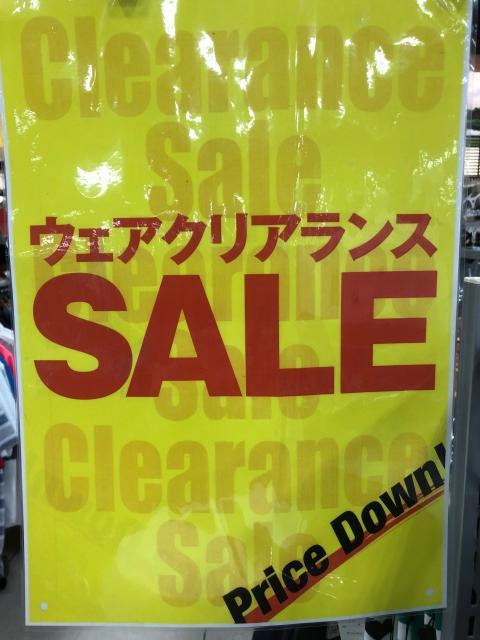 Clearance
Sale
ウェアクリアランス
Clearance
SALE
Sale
Clearance
Sale
Price Down!